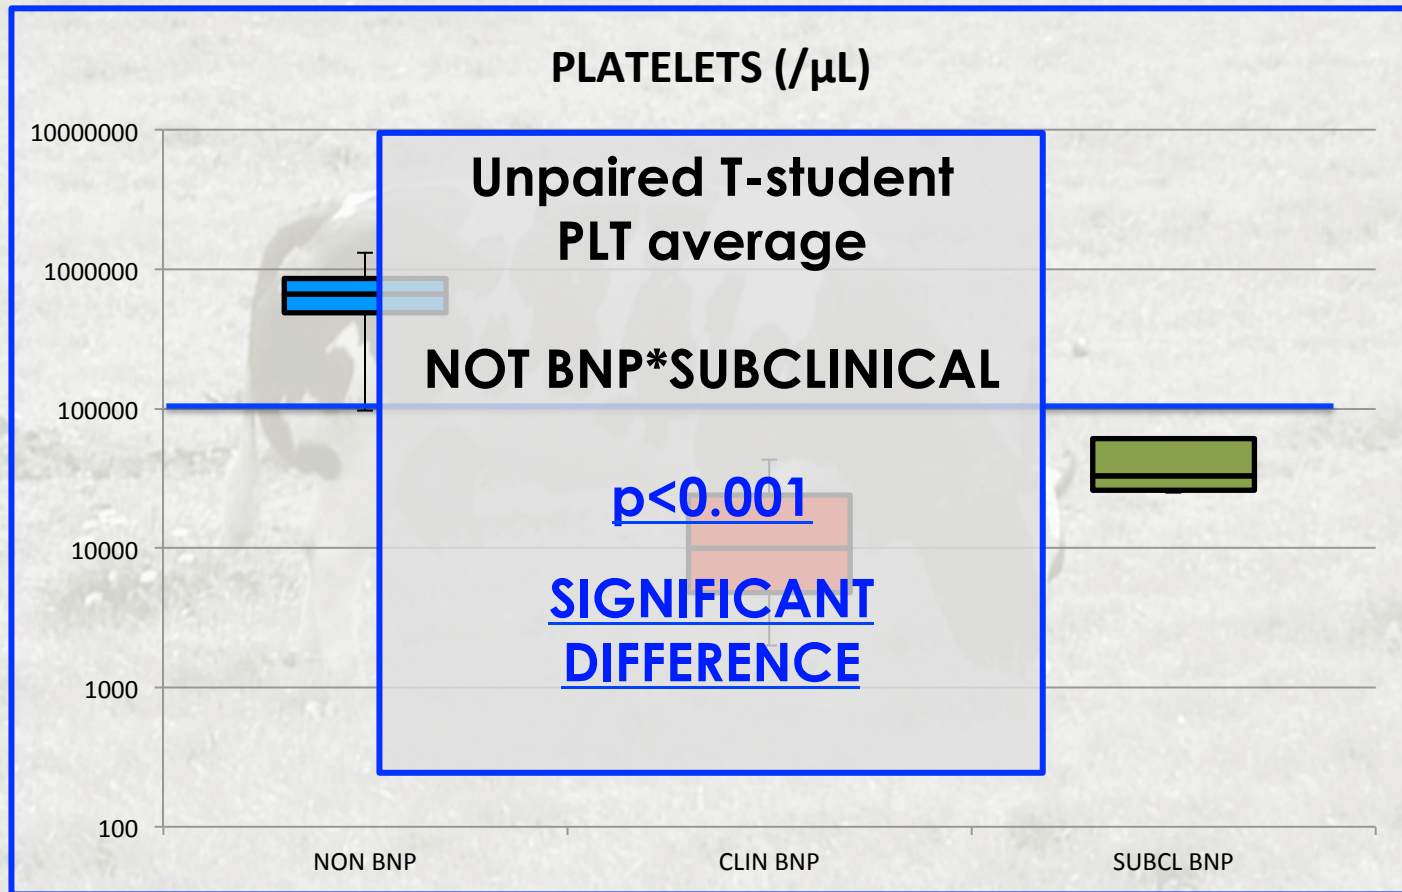 PLATELETS (/µL)
10000000
1000000
100000
10000
1000
100
Unpaired T-student
PLT average
NOT BNP*SUBCLINICAL
p<0.001
SIGNIFICANT
DIFFERENCE
NON BNP
CLIN BNP
SUBCL BNP